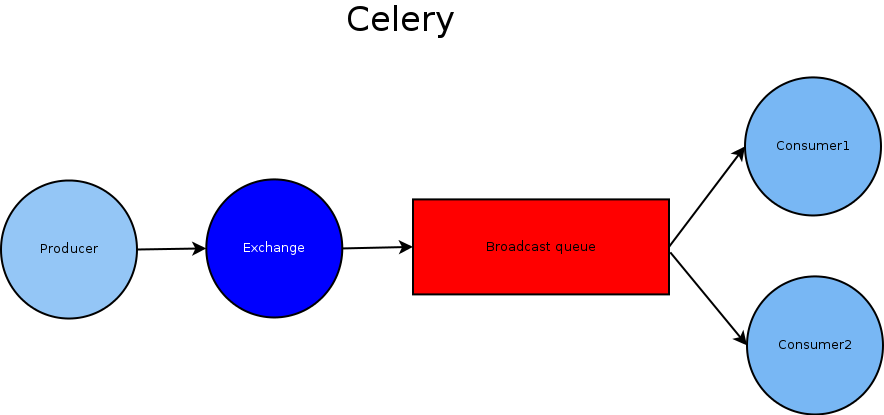 Celery
Producer
Exchange
Broadcast queue
Consumer1
Consumer2